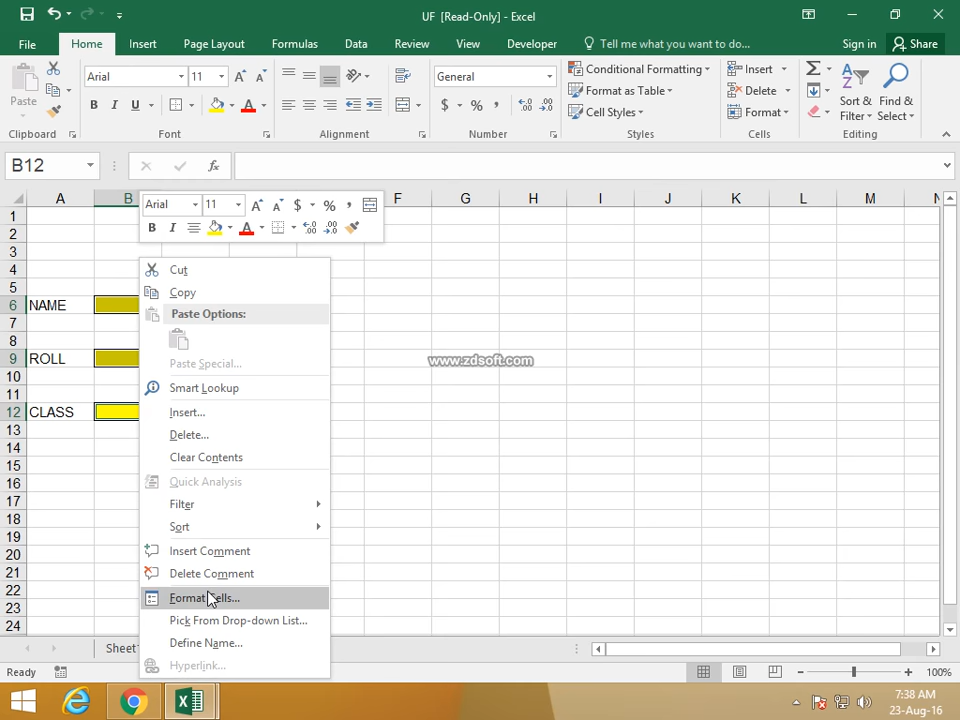 UF [Read-Only] - Excel
File Home Insert Page Layout Formulas Data Review View Developer Tell me what you want to do... Sign in Share
Paste
Clipboard
Arial 11
B I U
Font
Alignment
General
$ % ,
Number
Conditional Formatting
Format as Table
Cell Styles
Styles
Insert
Delete
Format
Cells
Sort & Filter
Find & Select
Editing
B12 fx
A B F G H I J K L M N
Arial 11 A A $ % ,
B I A
1
2
3
4
5
6 NAME
7
8
9 ROLL
10
11
12 CLASS
13
14
15
16
17
18
19
20
21
22
23
24
Cut
Copy
Paste Options:
Paste Special...
Smart Lookup
Insert...
Delete...
Clear Contents
Quick Analysis
Filter
Sort
Insert Comment
Delete Comment
Format Cells...
Pick From Drop-down List...
Define Name...
Hyperlink...
www.zdsoft.com
Ready
100%
7:38 AM
23-Aug-16